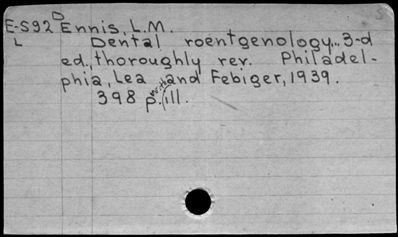 D
E-S92 Ennis, L.M.
L Dental roentgenology.. 3-d
ed., thoroughly rev. Philadel-
phia, Lea and Febiger, 1939.
398 p. ill.